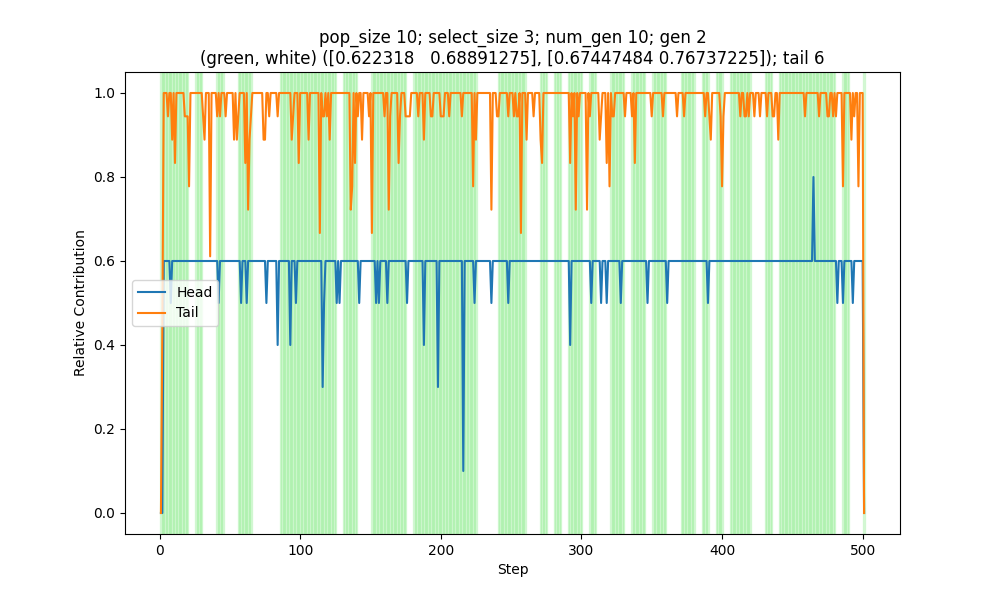 pop_size 10; select_size 3; num_gen 10; gen 2
(green, white) ([0.622318   0.68891275], [0.67447484 0.76737225]); tail 6
1.0
0.8
0.6
0.4
0.2
0.0
Relative Contribution
Head
Tail
0
100
200
300
400
500
Step